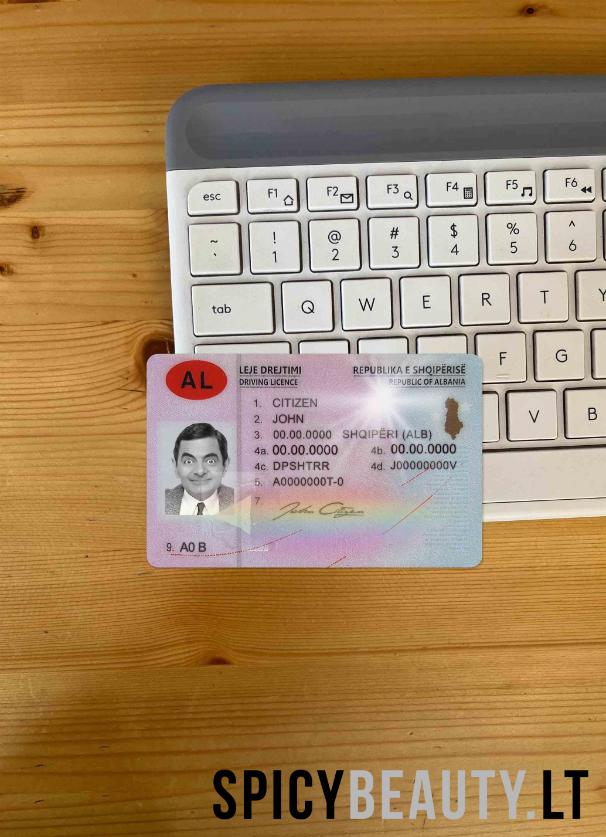 esc F1 F2 F3 F4 F5 F6
~ ! @ # $ % ^
` 1 2 3 4 5 6
tab Q W E R T Y
F G
V B
AL
LEJE DREJTIMI
DRIVING LICENCE
REPUBLIKA E SHQIPËRISË
REPUBLIC OF ALBANIA
1. CITIZEN
2. JOHN
3. 00.00.0000 SHQIPËRI (ALB)
4a. 00.00.0000 4b. 00.00.0000
4c. DPSHTRR 4d. J00000000V
5. A0000000T-0
7. John Citizen
9. A0 B
SPICYBEAUTY.LT